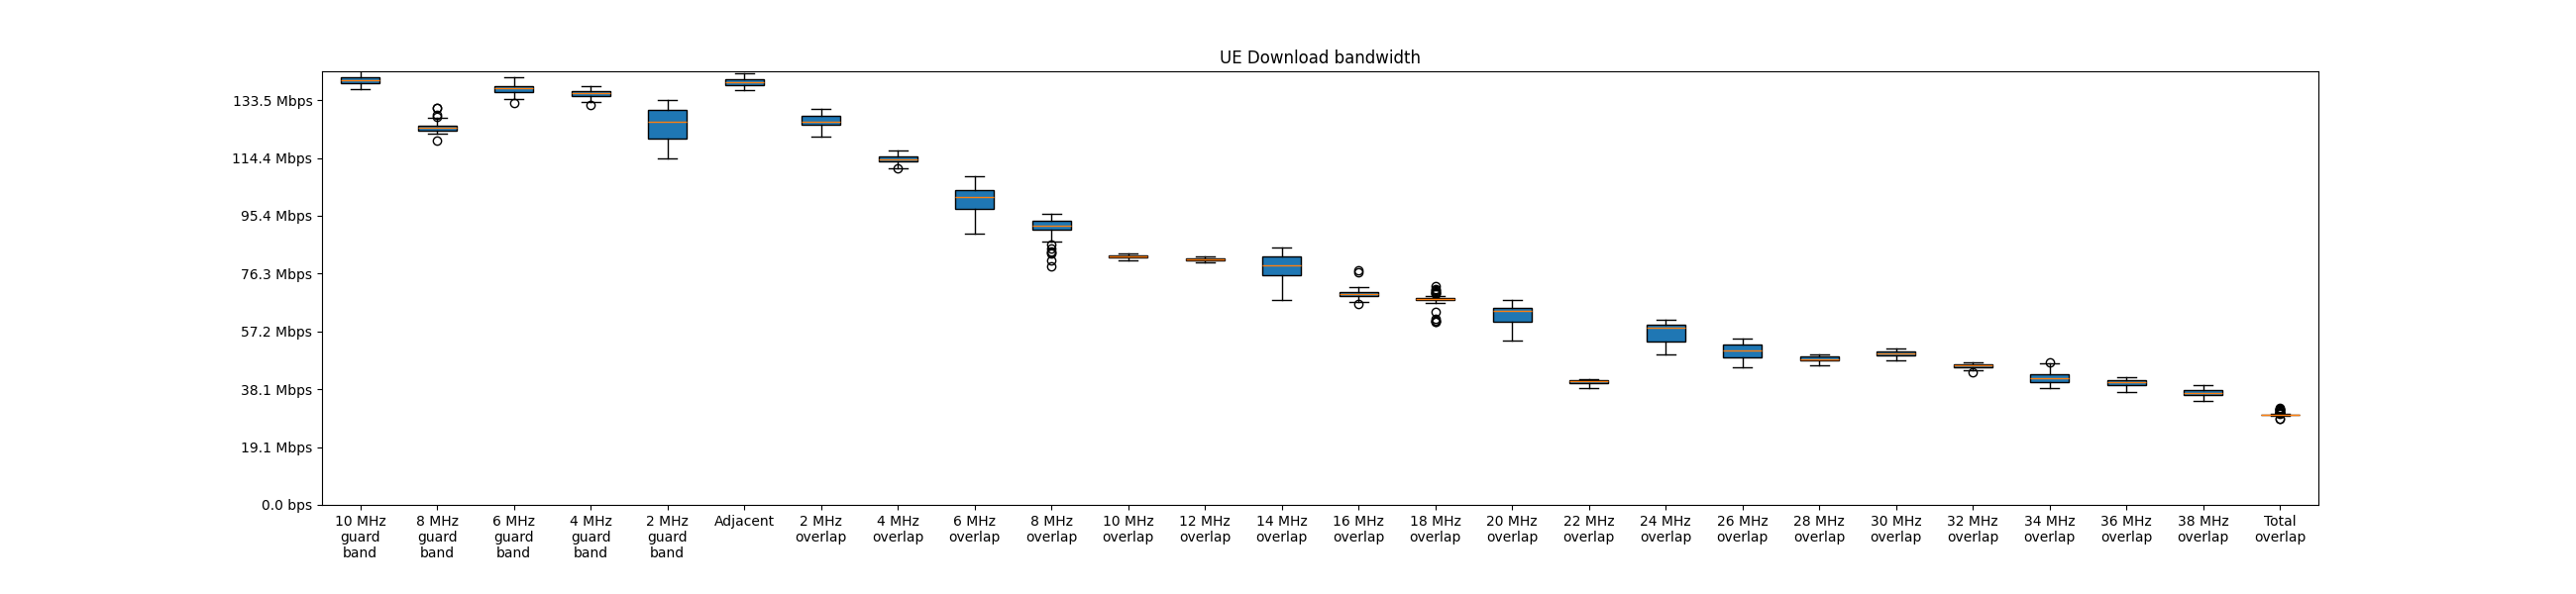 UE Download bandwidth
133.5 Mbps
114.4 Mbps
95.4 Mbps
76.3 Mbps
57.2 Mbps
38.1 Mbps
19.1 Mbps
0.0 bps
10 MHz
guard
band
8 MHz
guard
band
6 MHz
guard
band
4 MHz
guard
band
2 MHz
guard
band
Adjacent
2 MHz
overlap
4 MHz
overlap
6 MHz
overlap
8 MHz
overlap
10 MHz
overlap
12 MHz
overlap
14 MHz
overlap
16 MHz
overlap
18 MHz
overlap
20 MHz
overlap
22 MHz
overlap
24 MHz
overlap
26 MHz
overlap
28 MHz
overlap
30 MHz
overlap
32 MHz
overlap
34 MHz
overlap
36 MHz
overlap
38 MHz
overlap
Total
overlap